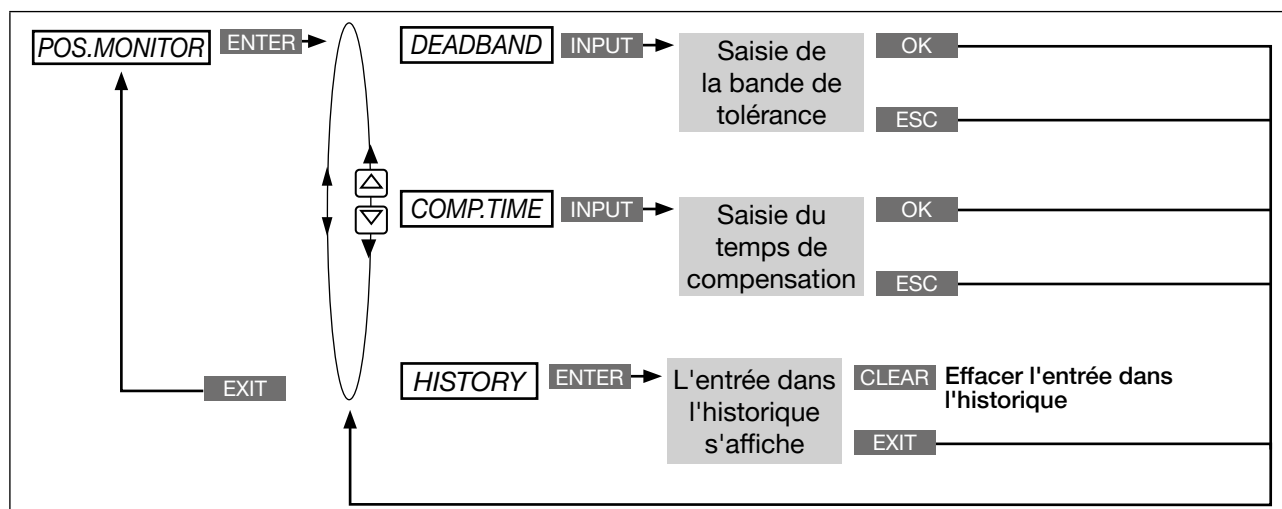 POS.MONITOR ENTER
DEADBAND INPUT
Saisie de
la bande de
tolérance
OK
ESC
COMP.TIME INPUT
Saisie du
temps de
compensation
OK
ESC
EXIT
HISTORY ENTER
L'entrée dans
l'historique
s'affiche
CLEAR Effacer l'entrée dans
l'historique
EXIT